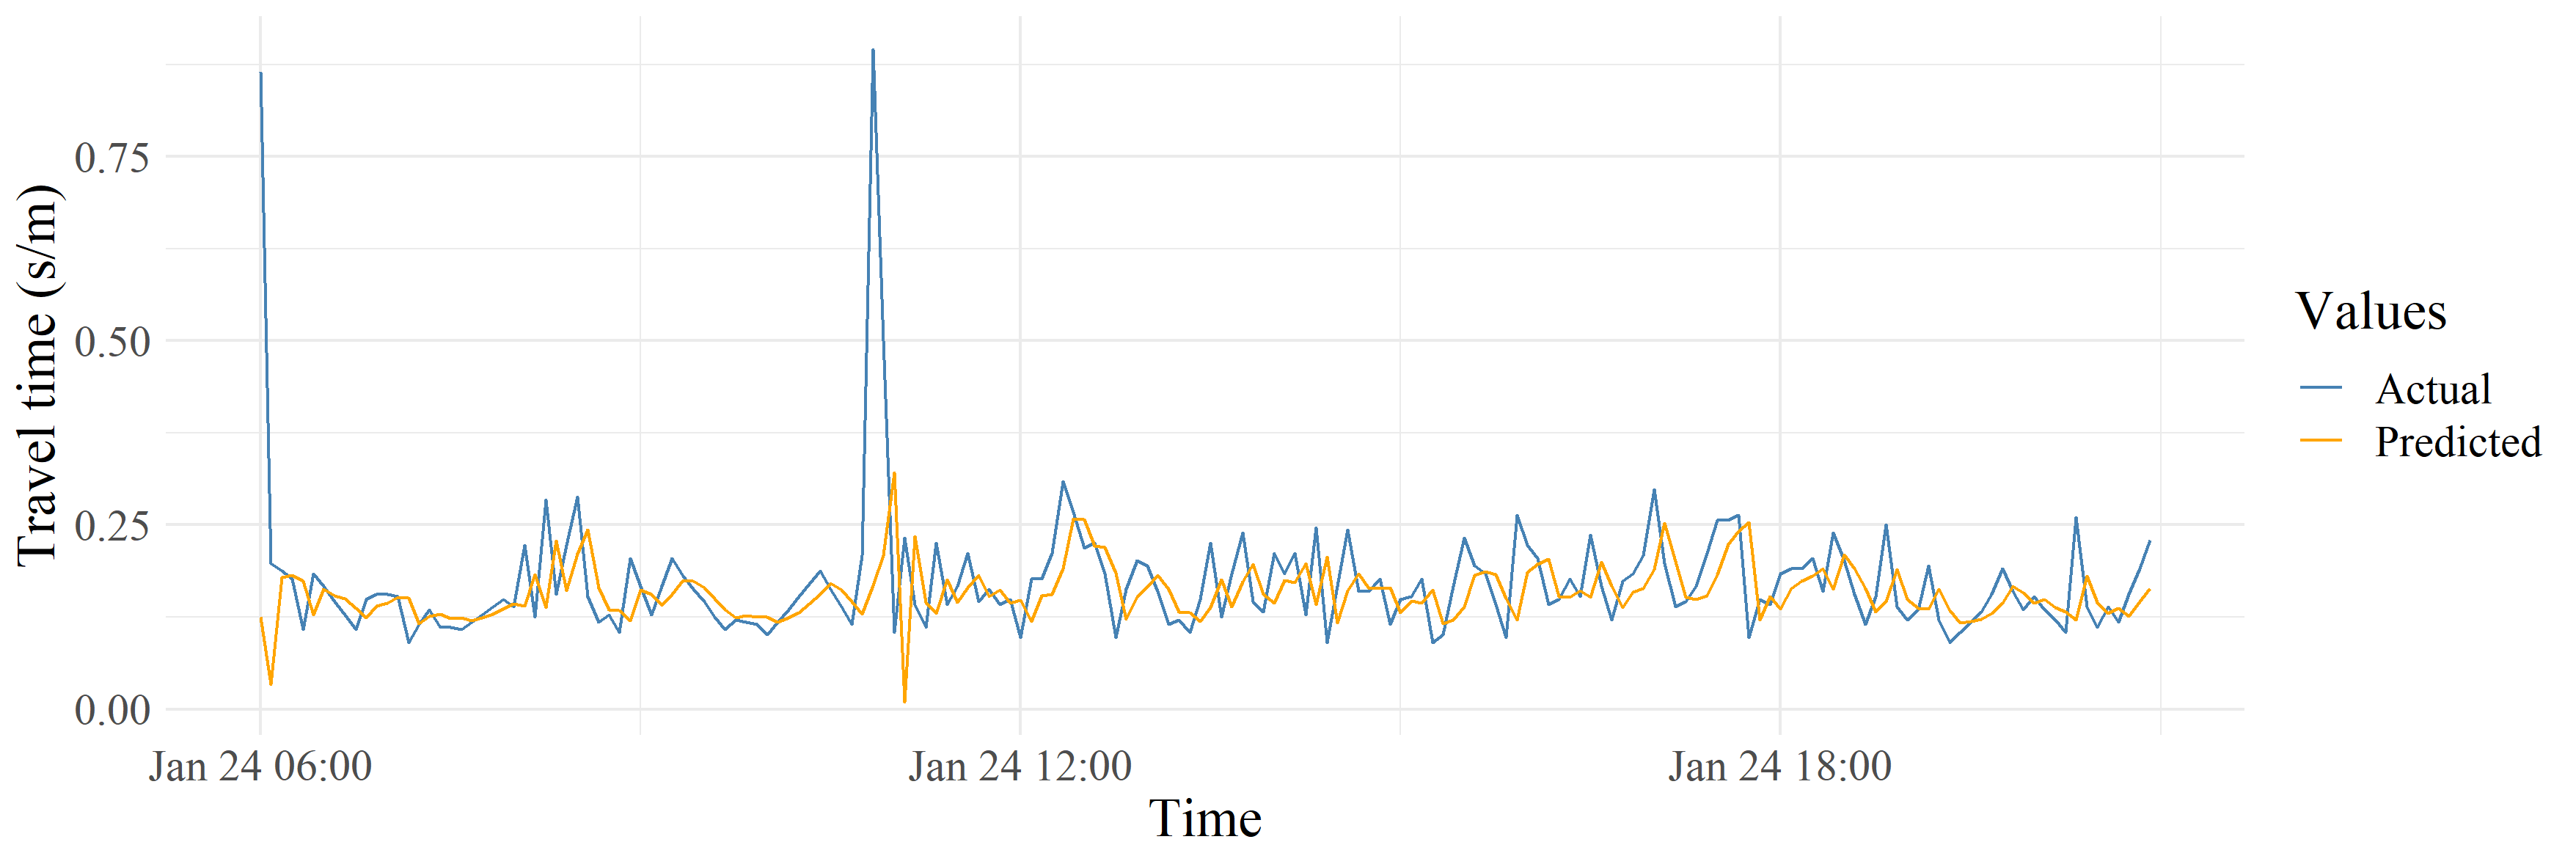 Travel time (s/m)
0.75
0.50
0.25
0.00
Jan 24 06:00
Jan 24 12:00
Jan 24 18:00
Time
Values
Actual
Predicted